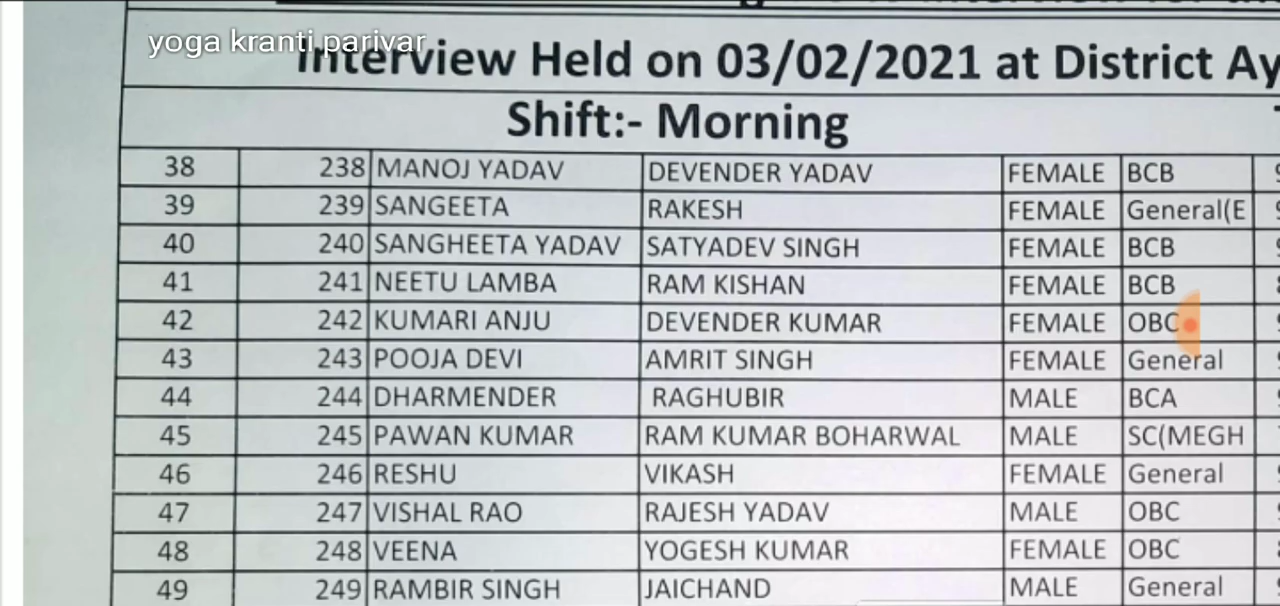 yoga kranti parivar
Interview Held on 03/02/2021 at District Ay
Shift:- Morning
38 238 MANOJ YADAV DEVENDER YADAV FEMALE BCB
39 239 SANGEETA RAKESH FEMALE General(E
40 240 SANGHEETA YADAV SATYADEV SINGH FEMALE BCB
41 241 NEETU LAMBA RAM KISHAN FEMALE BCB
42 242 KUMARI ANJU DEVENDER KUMAR FEMALE OBC
43 243 POOJA DEVI AMRIT SINGH FEMALE General
44 244 DHARMENDER RAGHUBIR MALE BCA
45 245 PAWAN KUMAR RAM KUMAR BOHARWAL MALE SC(MEGH
46 246 RESHU VIKASH FEMALE General
47 247 VISHAL RAO RAJESH YADAV MALE OBC
48 248 VEENA YOGESH KUMAR FEMALE OBC
49 249 RAMBIR SINGH JAICHAND MALE General